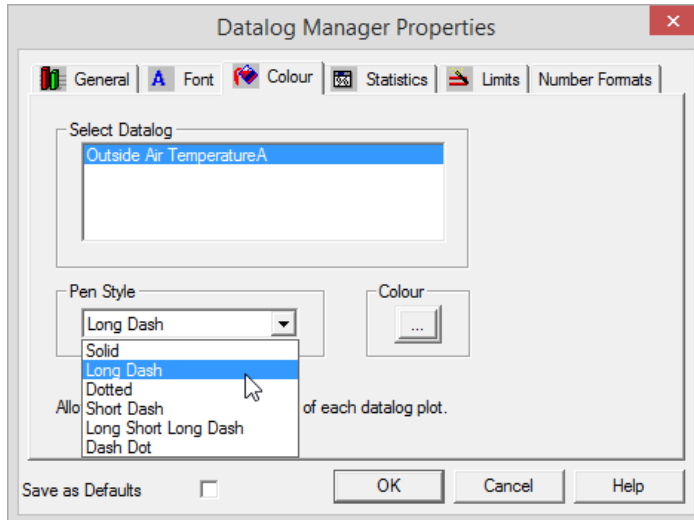 Datalog Manager Properties
General A Font Colour Statistics Limits Number Formats
Select Datalog
Outside Air TemperatureA
Pen Style
Colour
Long Dash
...
Solid
Long Dash
Dotted
Allo
Short Dash
of each datalog plot.
Long Short Long Dash
Dash Dot
Save as Defaults
OK
Cancel
Help